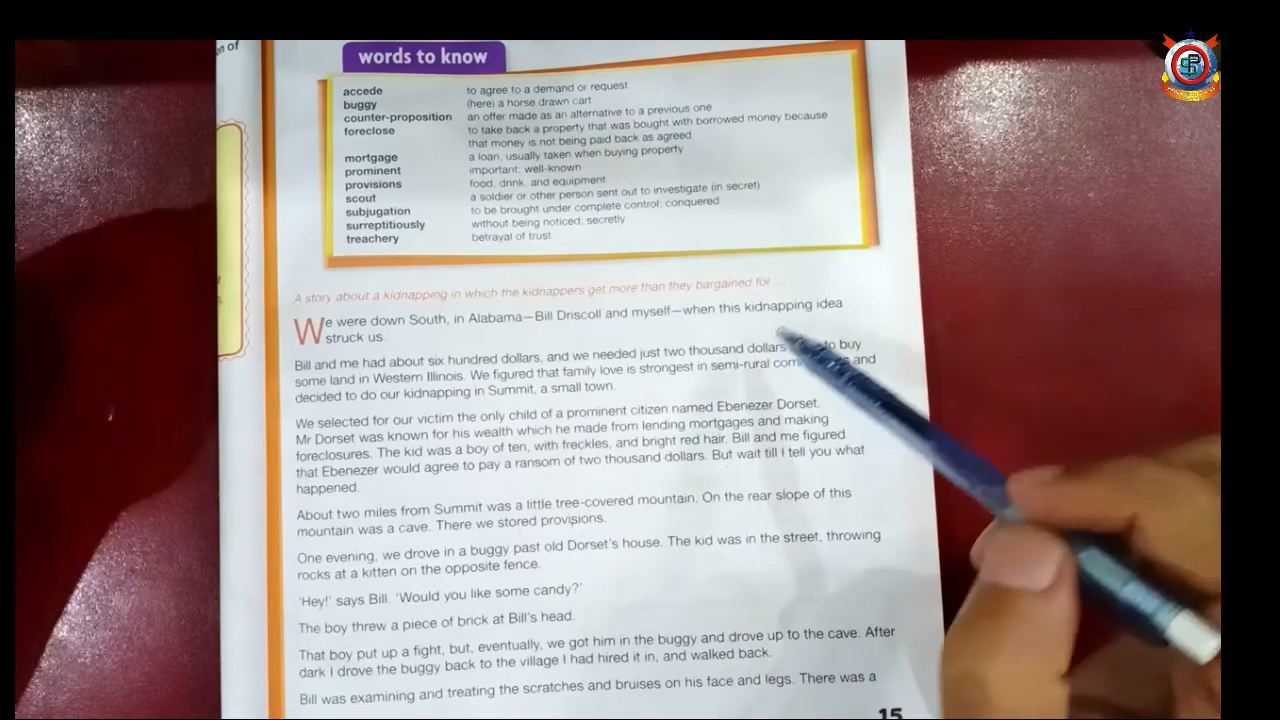 on of
words to know
accede to agree to a demand or request
buggy (here) a horse drawn cart
counter-proposition an offer made as an alternative to a previous one
foreclose to take back a property that was bought with borrowed money because
that money is not being paid back as agreed
mortgage a loan, usually taken when buying property
prominent important; well-known
provisions food, drink, and equipment
scout a soldier or other person sent out to investigate (in secret)
subjugation to be brought under complete control; conquered
surreptitiously without being noticed; secretly
treachery betrayal of trust
A story about a kidnapping in which the kidnappers get more than they bargained for ...
We were down South, in Alabama—Bill Driscoll and myself—when this kidnapping idea
struck us.
Bill and me had about six hundred dollars, and we needed just two thousand dollars to buy
some land in Western Illinois. We figured that family love is strongest in semi-rural and
decided to do our kidnapping in Summit, a small town.
We selected for our victim the only child of a prominent citizen named Ebenezer Dorset.
Mr Dorset was known for his wealth which he made from lending mortgages and making
foreclosures. The kid was a boy of ten, with freckles, and bright red hair. Bill and me figured
that Ebenezer would agree to pay a ransom of two thousand dollars. But wait till I tell you what
happened.
About two miles from Summit was a little tree-covered mountain. On the rear slope of this
mountain was a cave. There we stored provisions.
One evening, we drove in a buggy past old Dorset's house. The kid was in the street, throwing
rocks at a kitten on the opposite fence.
'Hey!' says Bill. 'Would you like some candy?'
The boy threw a piece of brick at Bill's head.
That boy put up a fight, but, eventually, we got him in the buggy and drove up to the cave. After
dark I drove the buggy back to the village I had hired it in, and walked back.
Bill was examining and treating the scratches and bruises on his face and legs. There was a
15